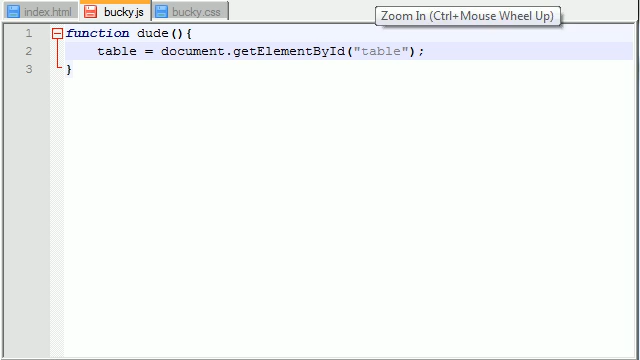 index.html bucky.js bucky.css Zoom In (Ctrl+Mouse Wheel Up)
1 function dude(){
2 table = document.getElementById("table");
3 }